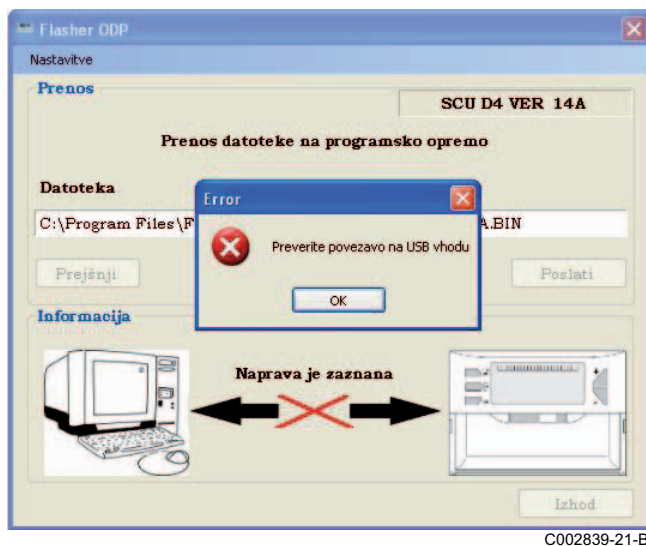 Flasher ODP
Nastavitve
Prenos
SCU D4 VER 14A
Prenos datoteke na programsko opremo
Datoteka
C:\Program Files\F
A.BIN
Error
Preverite povezavo na USB vhodu
OK
Prejšnji
Poslati
Informacija
Naprava je zaznana
Izhod
C002839-21-B